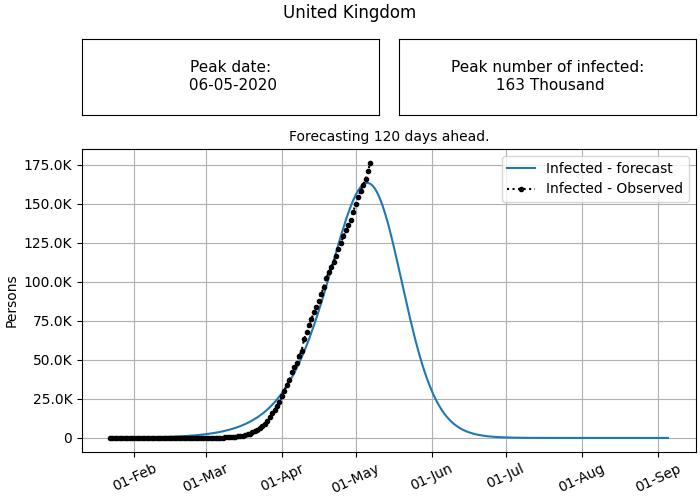 United Kingdom
Peak date:
06-05-2020
Peak number of infected:
163 Thousand
Forecasting 120 days ahead.
Infected - forecast
Infected - Observed
Persons
175.0K
150.0K
125.0K
100.0K
75.0K
50.0K
25.0K
0
01-Feb
01-Mar
01-Apr
01-May
01-Jun
01-Jul
01-Aug
01-Sep